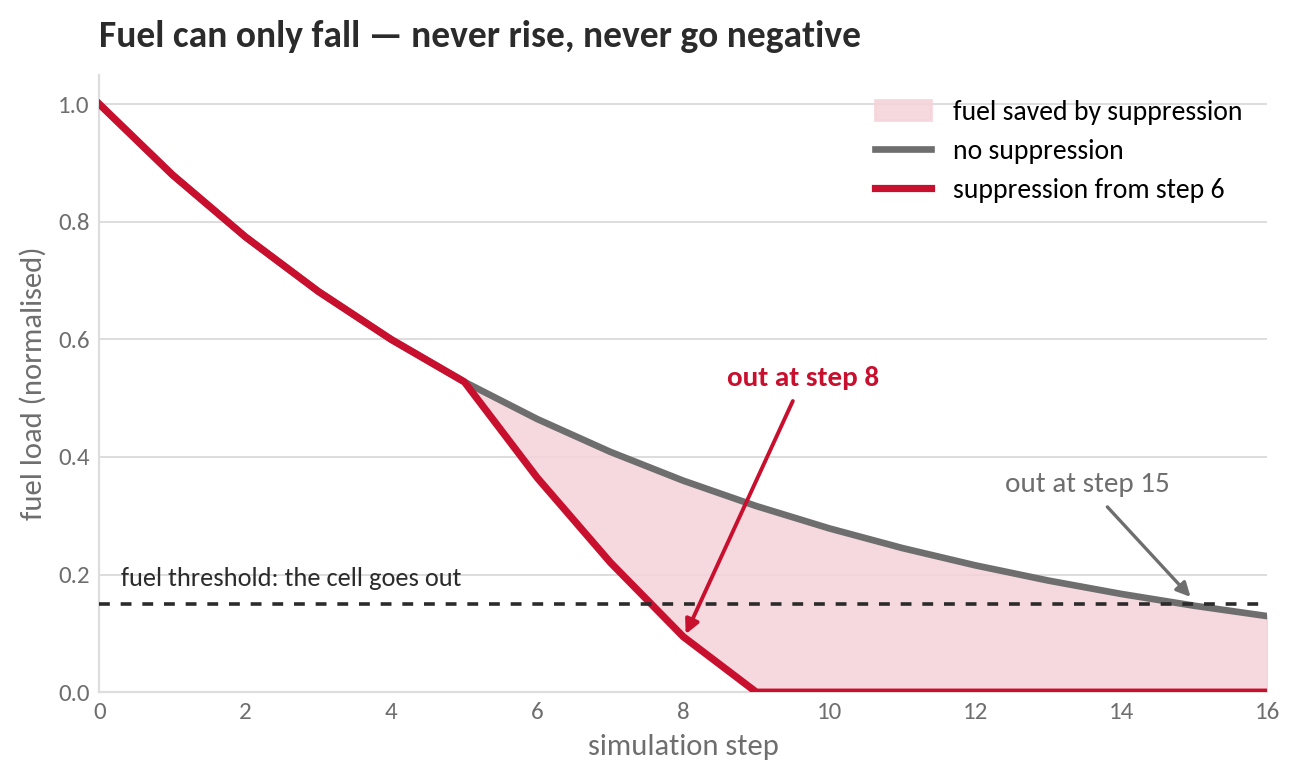 Fuel can only fall — never rise, never go negative
fuel saved by suppression
no suppression
suppression from step 6
out at step 8
out at step 15
fuel threshold: the cell goes out
fuel load (normalised)
1.0
0.8
0.6
0.4
0.2
0.0
0 2 4 6 8 10 12 14 16
simulation step